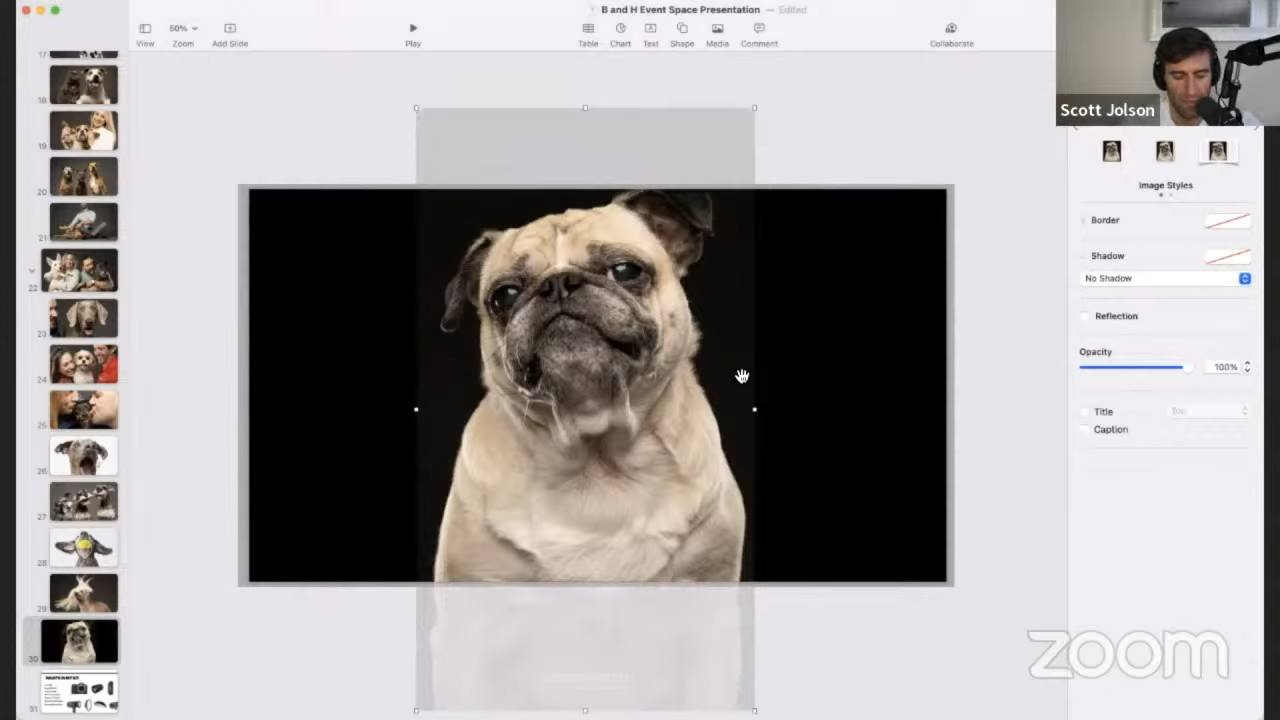 B and H Event Space Presentation — Edited
50%
View
Zoom
Add Slide
Play
Table
Chart
Text
Shape
Media
Comment
Collaborate
Scott Jolson
17
18
19
20
21
22
23
24
25
26
27
28
29
30
31
Image Styles
Border
Shadow
No Shadow
Reflection
Opacity
100%
Title
Top
Caption
zoom